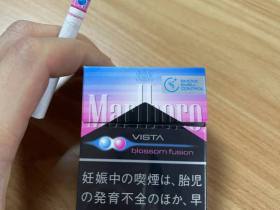 SMOKE
SMELL
CONTROL
Marlboro
VISTA
blossom fusion
妊娠中の喫煙は、胎児
の発育不全のほか、早